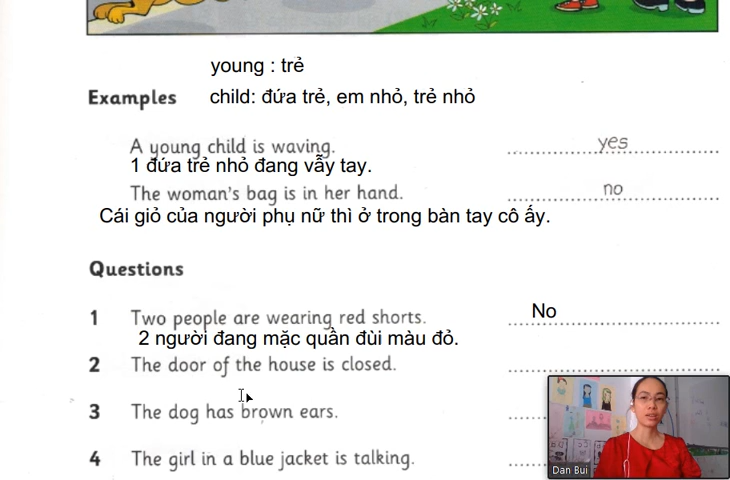 young : trẻ
Examples child: đứa trẻ, em nhỏ, trẻ nhỏ
A young child is waving. yes
1 đứa trẻ nhỏ đang vẫy tay.
The woman's bag is in her hand. no
Cái giỏ của người phụ nữ thì ở trong bàn tay cô ấy.
Questions
1 Two people are wearing red shorts. No
2 người đang mặc quần đùi màu đỏ.
2 The door of the house is closed.
3 The dog has brown ears.
4 The girl in a blue jacket is talking.
Dan Bui